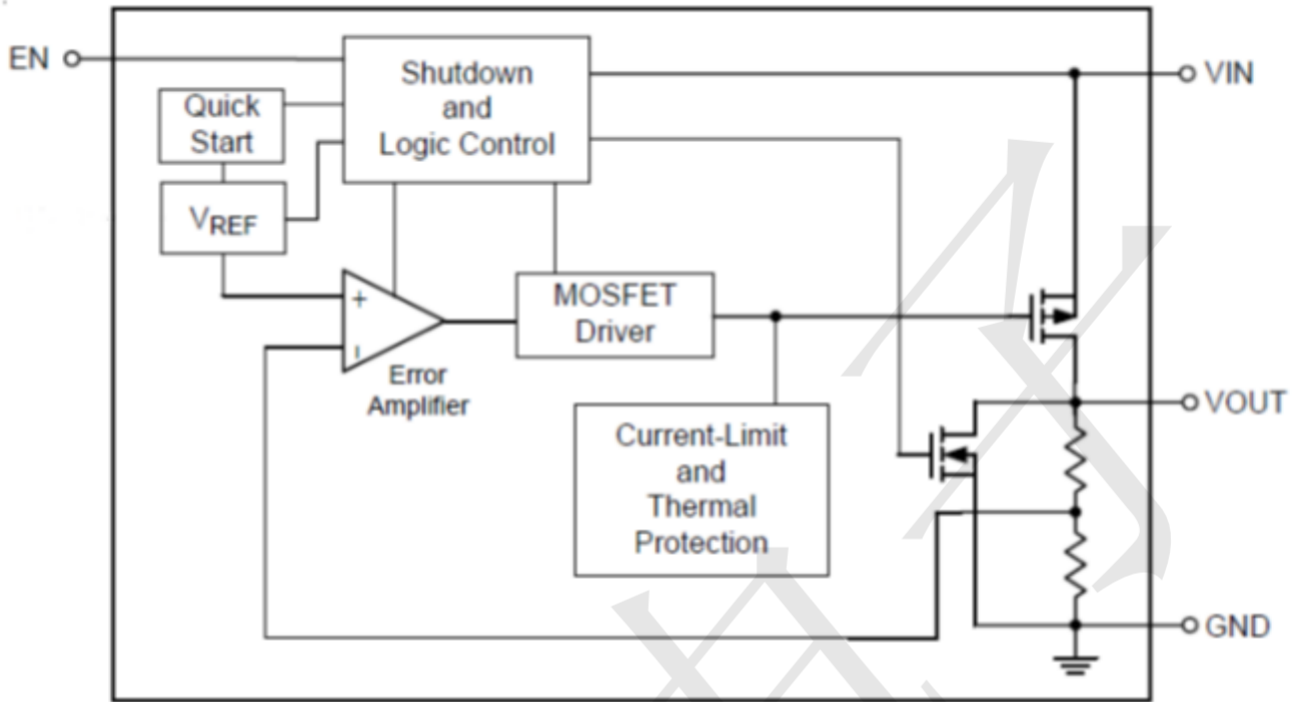 EN
Shutdown
and
Logic Control
VIN
Quick
Start
VREF
+
MOSFET
Driver
Error
Amplifier
VOUT
Current-Limit
and
Thermal
Protection
GND